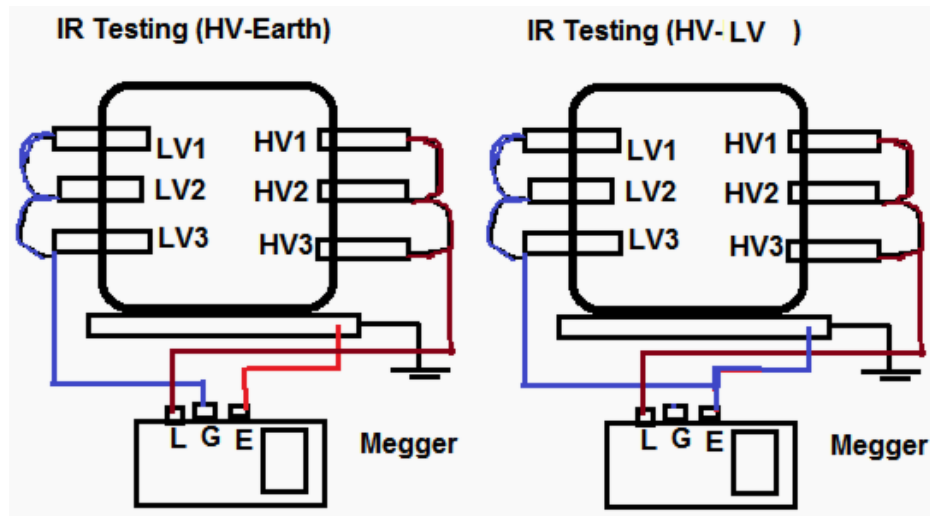 IR Testing (HV-Earth)
LV1
HV1
LV2
HV2
LV3
HV3
L G E
Megger
IR Testing (HV-LV )
LV1
HV1
LV2
HV2
LV3
HV3
L G E
Megger